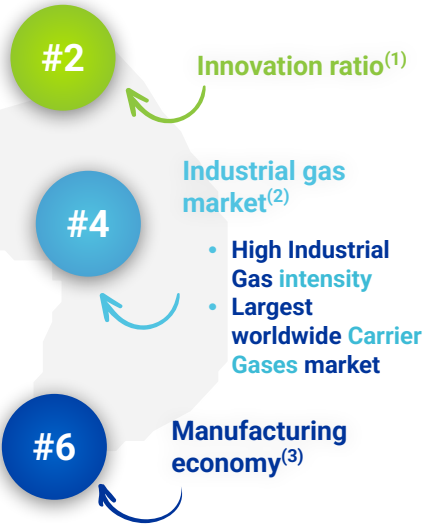 #2
Innovation ratio(1)
Industrial gas
market(2)
#4
• High Industrial
Gas intensity
• Largest
worldwide Carrier
Gases market
#6
Manufacturing
economy(3)